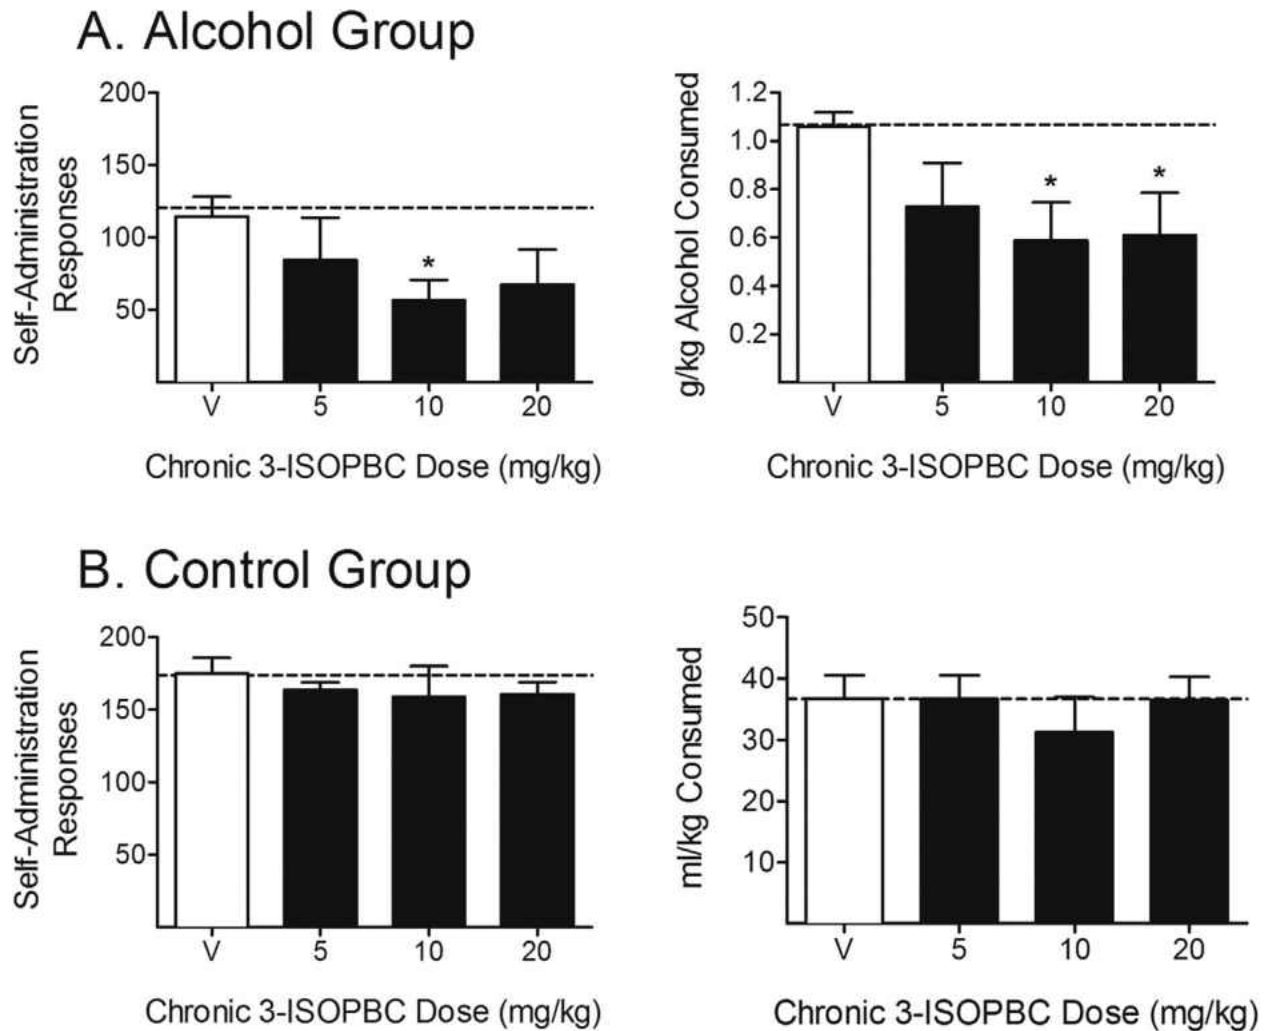 A. Alcohol Group
Self-Administration
Responses
200
150
100
50
*
V 5 10 20
Chronic 3-ISOPBC Dose (mg/kg)
g/kg Alcohol Consumed
1.2
1.0
0.8
0.6
0.4
0.2
* *
V 5 10 20
Chronic 3-ISOPBC Dose (mg/kg)
B. Control Group
Self-Administration
Responses
200
150
100
50
V 5 10 20
Chronic 3-ISOPBC Dose (mg/kg)
ml/kg Consumed
50
40
30
20
10
V 5 10 20
Chronic 3-ISOPBC Dose (mg/kg)